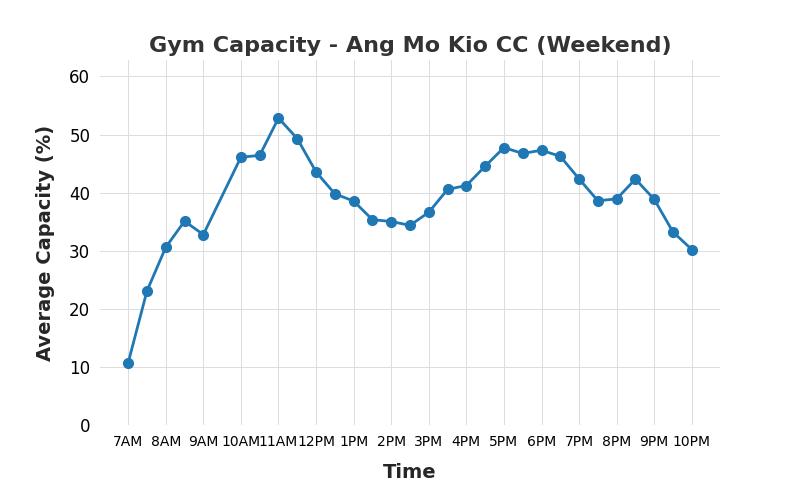 Gym Capacity - Ang Mo Kio CC (Weekend)
60
50
40
30
20
10
0
Average Capacity (%)
7AM 8AM 9AM 10AM 11AM 12PM 1PM 2PM 3PM 4PM 5PM 6PM 7PM 8PM 9PM 10PM
Time